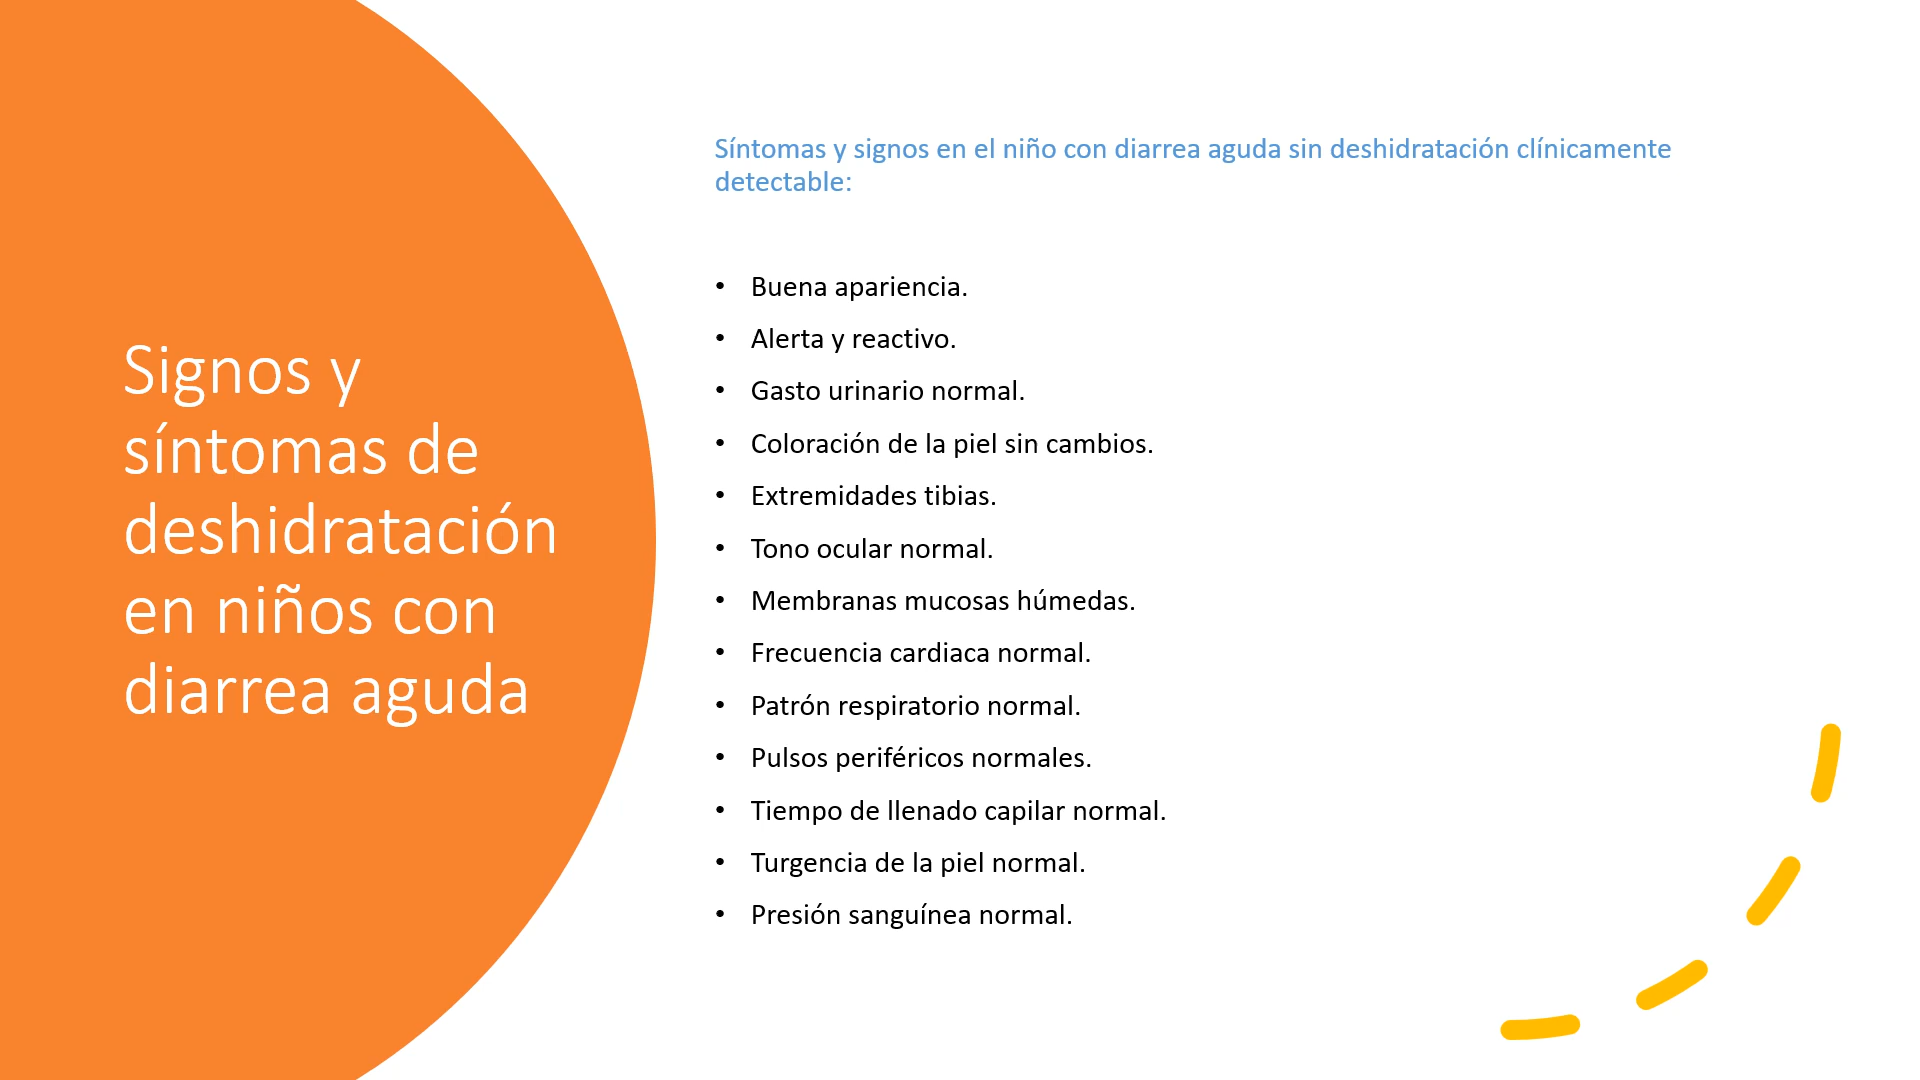 Signos y
síntomas de
deshidratación
en niños con
diarrea aguda
Síntomas y signos en el niño con diarrea aguda sin deshidratación clínicamente
detectable:
• Buena apariencia.
• Alerta y reactivo.
• Gasto urinario normal.
• Coloración de la piel sin cambios.
• Extremidades tibias.
• Tono ocular normal.
• Membranas mucosas húmedas.
• Frecuencia cardiaca normal.
• Patrón respiratorio normal.
• Pulsos periféricos normales.
• Tiempo de llenado capilar normal.
• Turgencia de la piel normal.
• Presión sanguínea normal.